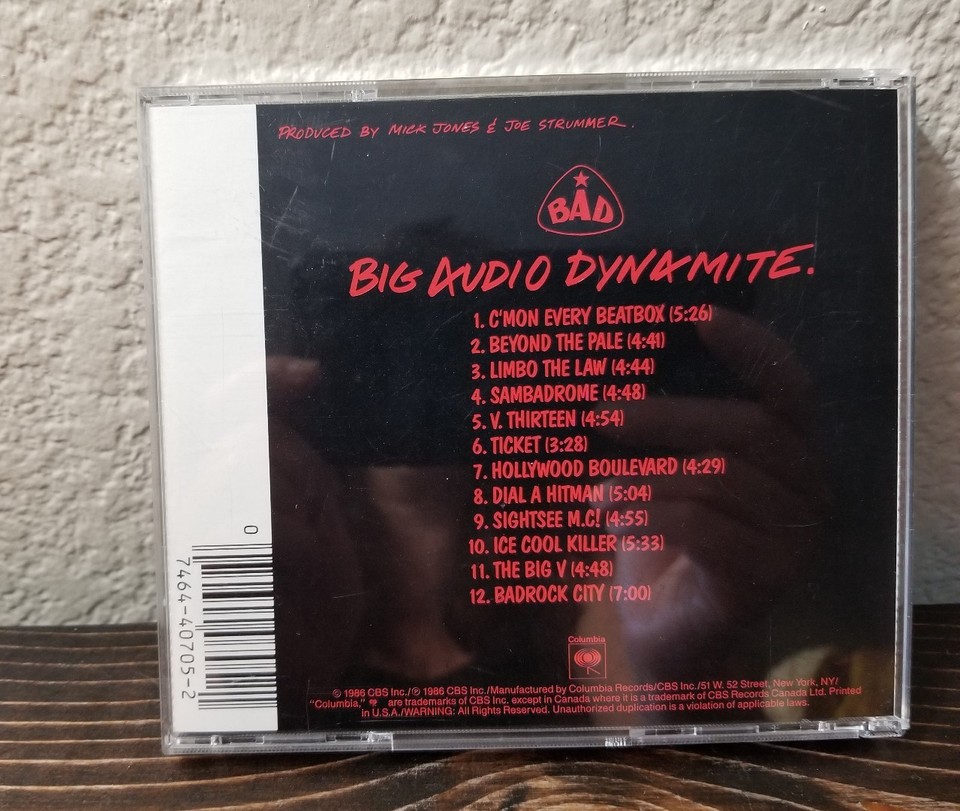 PRODUCED BY MICK JONES & JOE STRUMMER.
BAD
BIG AUDIO DYNAMITE.
1. C'MON EVERY BEATBOX (5:26)
2. BEYOND THE PALE (4:41)
3. LIMBO THE LAW (4:44)
4. SAMBADROME (4:48)
5. V. THIRTEEN (4:54)
6. TICKET (3:28)
7. HOLLYWOOD BOULEVARD (4:29)
8. DIAL A HITMAN (5:04)
9. SIGHTSEE M.C! (4:55)
10. ICE COOL KILLER (5:33)
11. THE BIG V (4:48)
12. BADROCK CITY (7:00)
Columbia
© 1986 CBS Inc./℗ 1986 CBS Inc./Manufactured by Columbia Records/CBS Inc./51 W. 52 Street, New York, NY/
"Columbia," are trademarks of CBS Inc. except in Canada where it is a trademark of CBS Records Canada Ltd. Printed
in U.S.A./WARNING: All Rights Reserved. Unauthorized duplication is a violation of applicable laws.
0
7464-40705-2